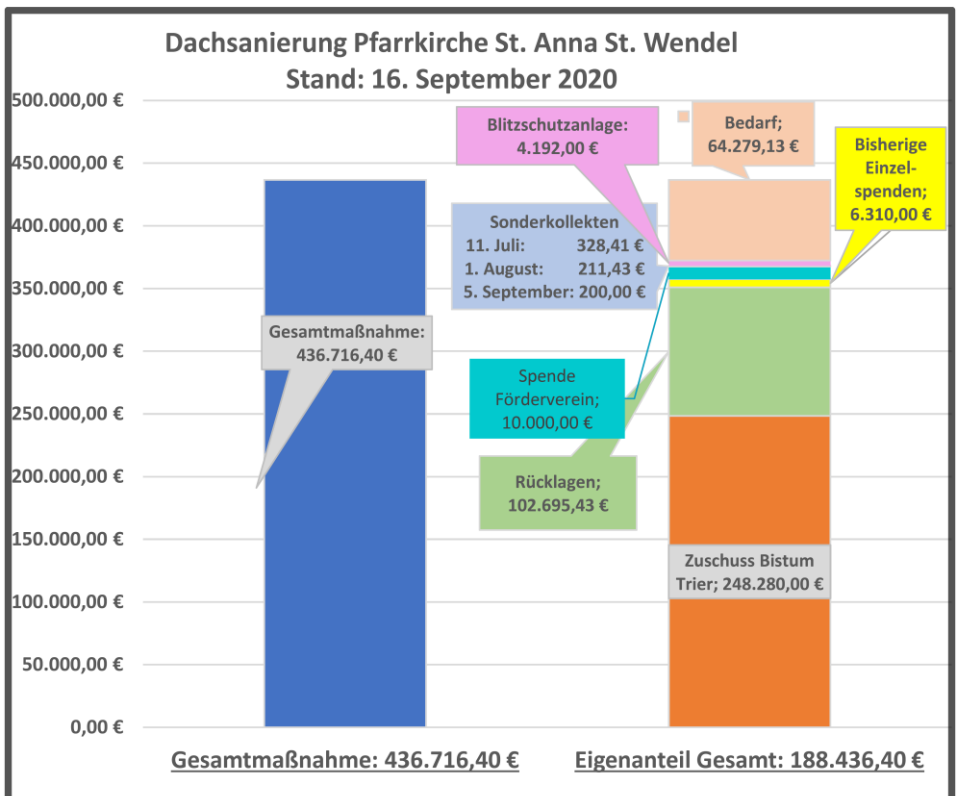 Dachsanierung Pfarrkirche St. Anna St. Wendel
Stand: 16. September 2020
500.000,00 €
450.000,00 €
400.000,00 €
350.000,00 €
300.000,00 €
250.000,00 €
200.000,00 €
150.000,00 €
100.000,00 €
50.000,00 €
0,00 €
Gesamtmaßnahme:
436.716,40 €
Blitzschutzanlage:
4.192,00 €
Bedarf;
64.279,13 €
Bisherige
Einzel-
spenden;
6.310,00 €
Sonderkollekten
11. Juli: 328,41 €
1. August: 211,43 €
5. September: 200,00 €
Spende
Förderverein;
10.000,00 €
Rücklagen;
102.695,43 €
Zuschuss Bistum
Trier; 248.280,00 €
Gesamtmaßnahme: 436.716,40 €
Eigenanteil Gesamt: 188.436,40 €